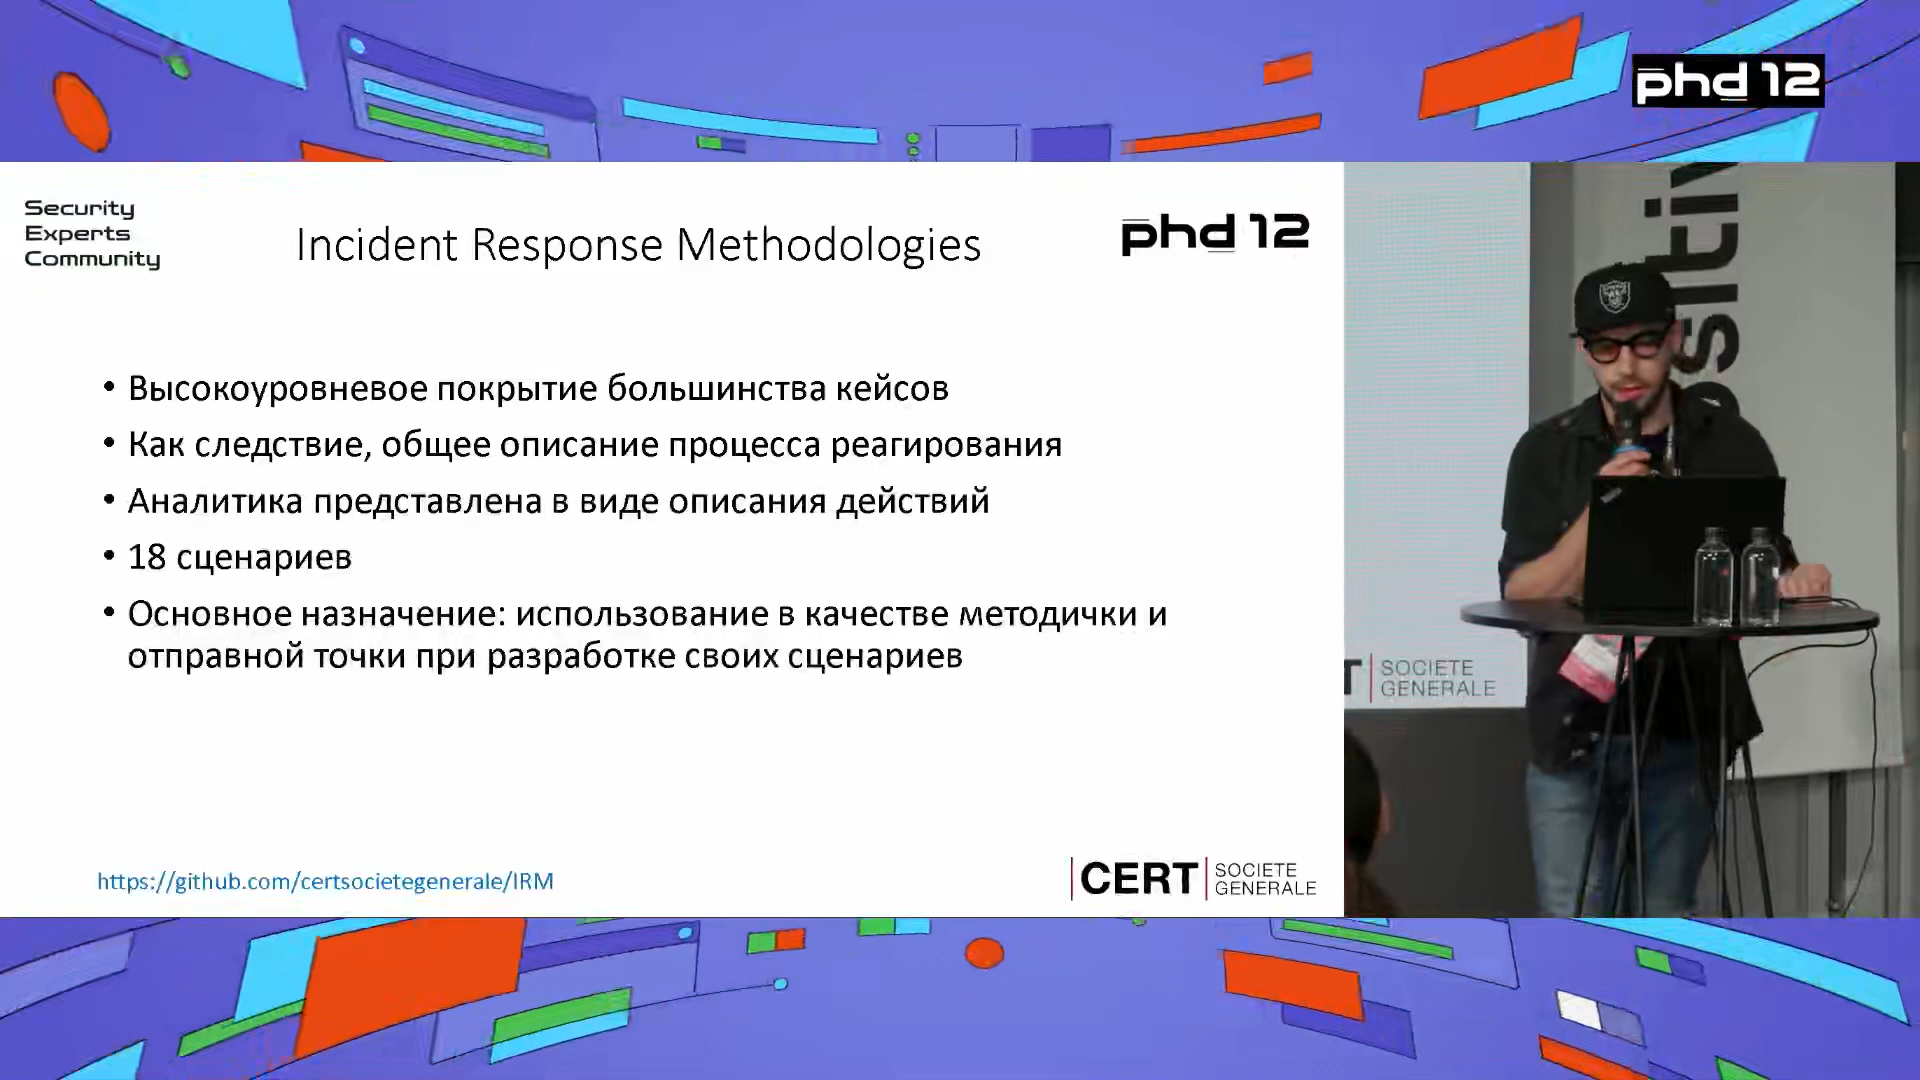 phd 12
Security
Experts
Community
Incident Response Methodologies
phd 12
• Высокоуровневое покрытие большинства кейсов
• Как следствие, общее описание процесса реагирования
• Аналитика представлена в виде описания действий
• 18 сценариев
• Основное назначение: использование в качестве методички и
отправной точки при разработке своих сценариев
https://github.com/certsocietegenerale/IRM
CERT
SOCIETE
GENERALE
sitiv
T
SOCIETE
GENERALE